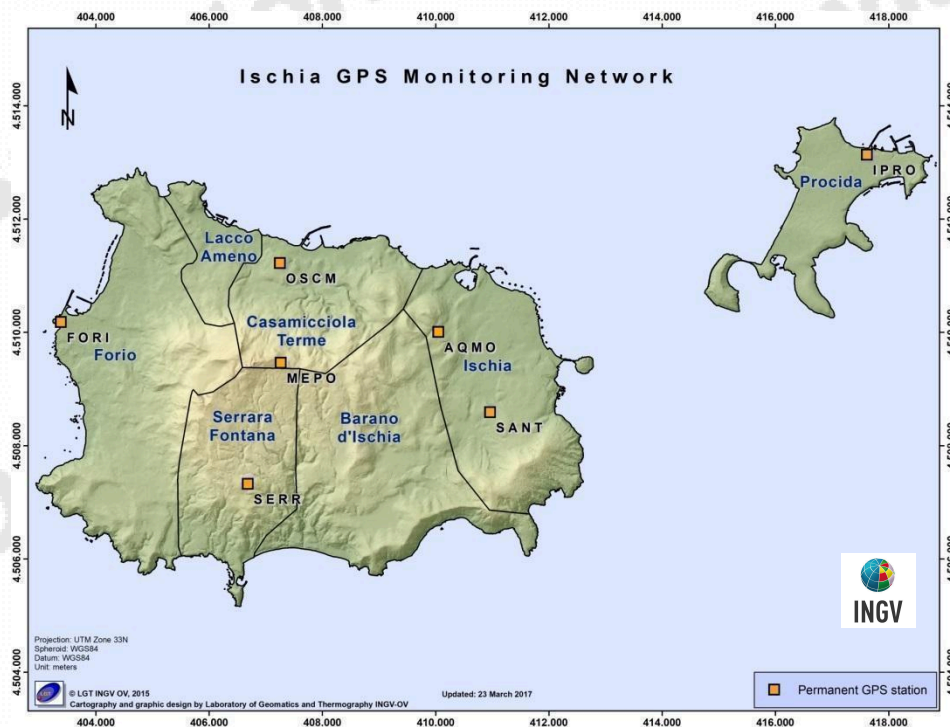 404.000 406.000 408.000 410.000 412.000 414.000 416.000 418.000
Ischia GPS Monitoring Network
N
4.514.000
4.512.000
4.510.000
4.508.000
4.506.000
4.504.000
IPRO
Procida
Lacco
Ameno
OSCM
Casamicciola
Terme
FORI
Forio
AQMO
Ischia
MEPO
Serrara
Fontana
Barano
d'Ischia
SANT
SERR
INGV
Projection: UTM Zone 33N
Spheroid: WGS84
Datum: WGS84
Unit: meters
© LGT INGV OV, 2015
Updated: 23 March 2017
Cartography and graphic design by Laboratory of Geomatics and Thermography INGV-OV
Permanent GPS station
404.000 406.000 408.000 410.000 412.000 414.000 416.000 418.000